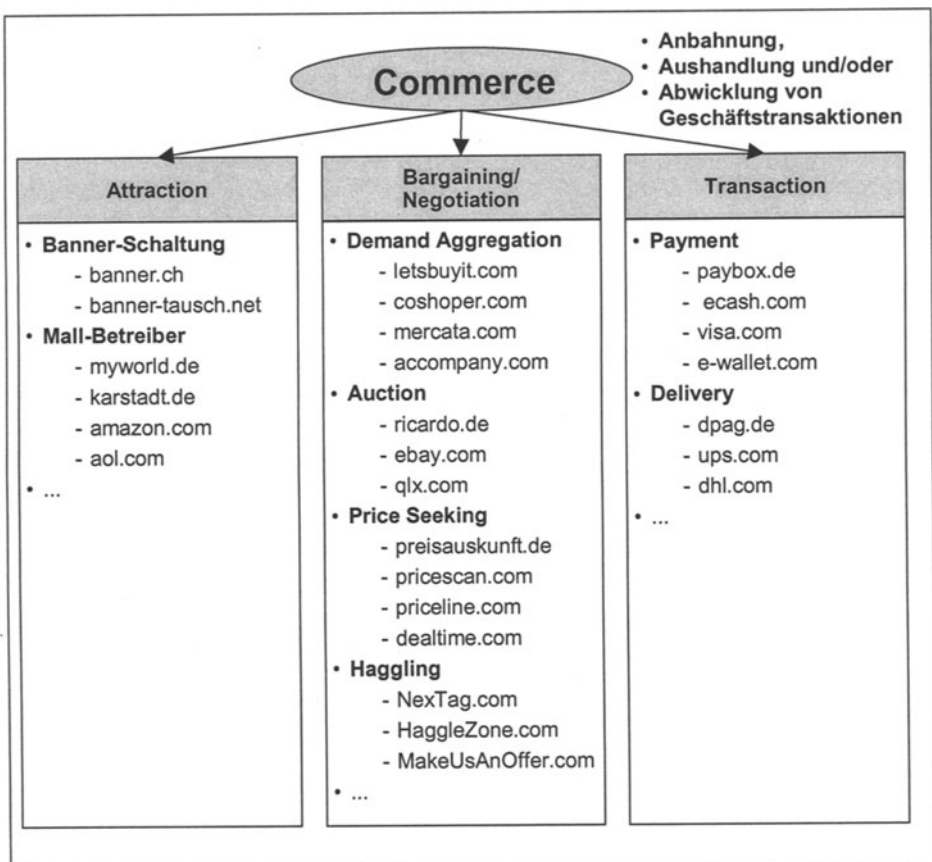 Commerce
• Anbahnung,
• Aushandlung und/oder
• Abwicklung von
Geschäftstransaktionen
Attraction
• Banner-Schaltung
- banner.ch
- banner-tausch.net
• Mall-Betreiber
- myworld.de
- karstadt.de
- amazon.com
- aol.com
• ...
Bargaining/
Negotiation
• Demand Aggregation
- letsbuyit.com
- coshoper.com
- mercata.com
- accompany.com
• Auction
- ricardo.de
- ebay.com
- qlx.com
• Price Seeking
- preisauskunft.de
- pricescan.com
- priceline.com
- dealtime.com
• Haggling
- NexTag.com
- HaggleZone.com
- MakeUsAnOffer.com
• ...
Transaction
• Payment
- paybox.de
- ecash.com
- visa.com
- e-wallet.com
• Delivery
- dpag.de
- ups.com
- dhl.com
• ...